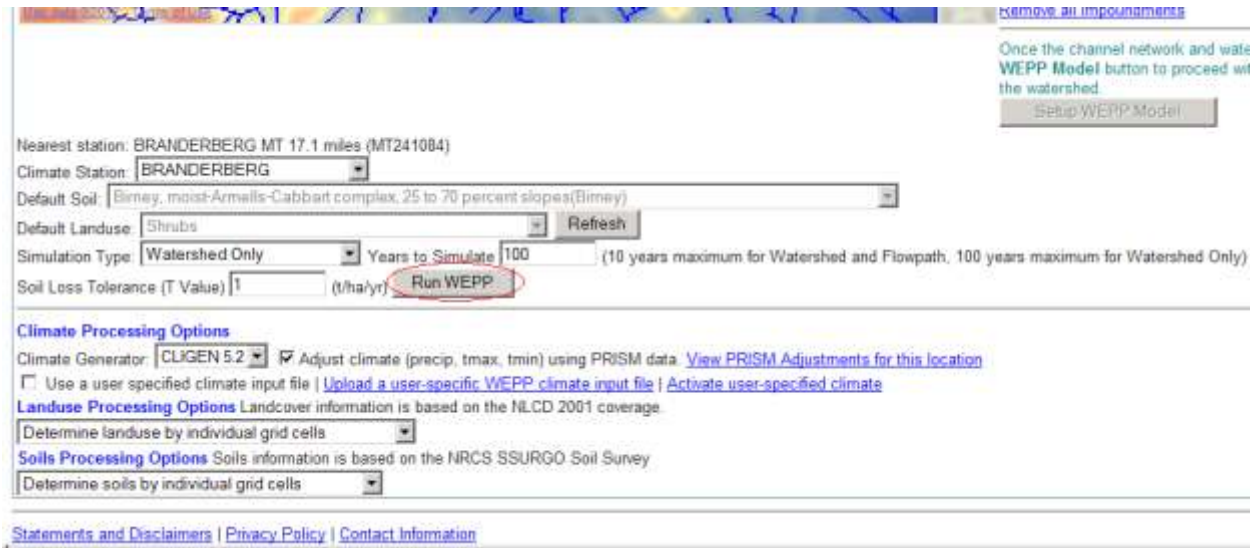 Remove all Impoundments
Once the channel network and wate
WEPP Model button to proceed wit
the watershed.
Setup WEPP Model
Nearest station: BRANDERBERG MT 17.1 miles (MT241084)
Climate Station: BRANDERBERG
Default Soil: Birney, moist-Armells-Cabbart complex, 25 to 70 percent slopes(Birney)
Default Landuse: Shrubs Refresh
Simulation Type: Watershed Only Years to Simulate 100 (10 years maximum for Watershed and Flowpath, 100 years maximum for Watershed Only)
Soil Loss Tolerance (T Value) 1 (t/ha/yr) Run WEPP
Climate Processing Options
Climate Generator: CLIGEN 5.2 Adjust climate (precip, tmax, tmin) using PRISM data. View PRISM Adjustments for this location
Use a user specified climate input file | Upload a user-specific WEPP climate input file | Activate user-specified climate
Landuse Processing Options Landcover information is based on the NLCD 2001 coverage.
Determine landuse by individual grid cells
Soils Processing Options Soils information is based on the NRCS SSURGO Soil Survey
Determine soils by individual grid cells
Statements and Disclaimers | Privacy Policy | Contact Information